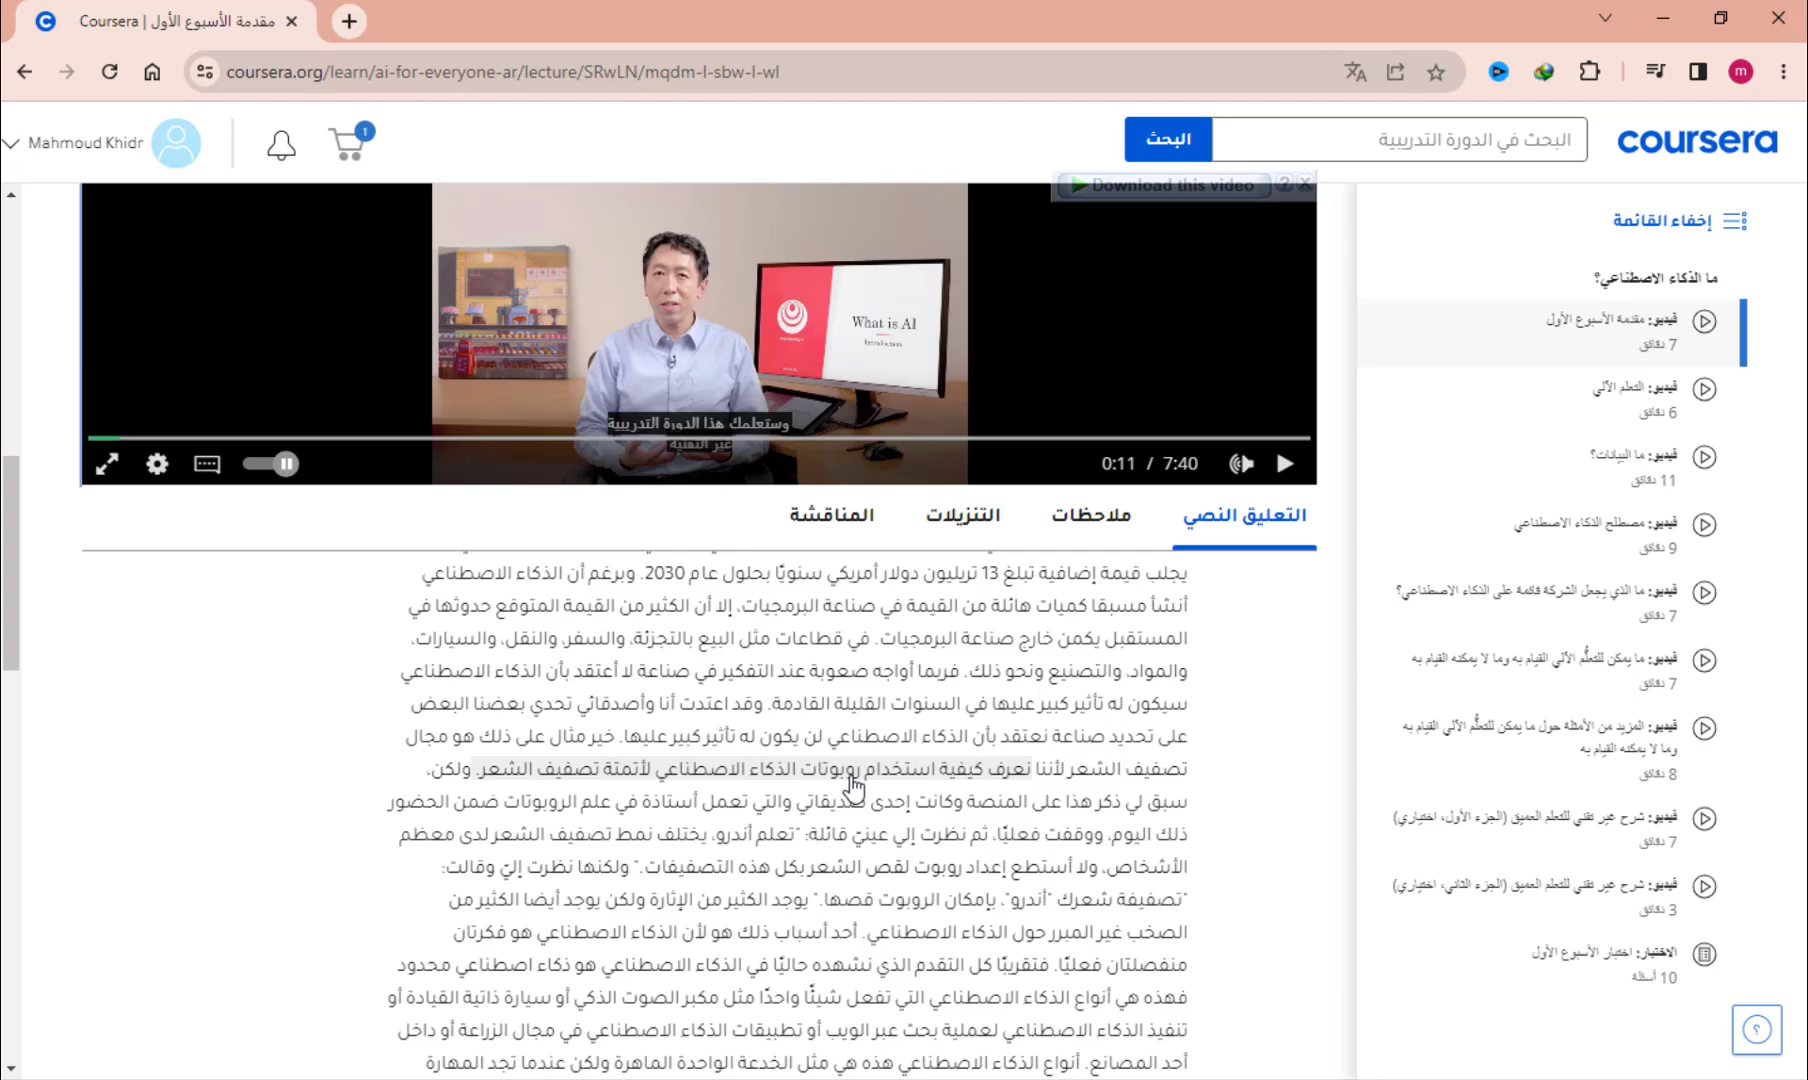 Coursera | مقدمة الأسبوع الأول
coursera.org/learn/ai-for-everyone-ar/lecture/SRwLN/mqdm-l-sbw-l-wl
m
coursera
البحث في الدورة التدريبية
البحث
1
Mahmoud Khidr
Download this video
?
What is AI
Introduction
وستعلمك هذا الدورة التدريبية
غير التقنية
0:11 / 7:40
التعليق النصي
ملاحظات
التنزيلات
المناقشة
يجلب قيمة إضافية تبلغ 13 تريليون دولار أمريكي سنويًا بحلول عام 2030. وبرغم أن الذكاء الاصطناعي
أنشأ مسبقا كميات هائلة من القيمة في صناعة البرمجيات، إلا أن الكثير من القيمة المتوقع حدوثها في
المستقبل يكمن خارج صناعة البرمجيات. في قطاعات مثل البيع بالتجزئة، والسفر، والنقل، والسيارات،
والمواد، والتصنيع ونحو ذلك. فربما أواجه صعوبة عند التفكير في صناعة لا أعتقد بأن الذكاء الاصطناعي
سيكون له تأثير كبير عليها في السنوات القليلة القادمة. وقد اعتدت أنا وأصدقائي تحدي بعضنا البعض
على تحديد صناعة نعتقد بأن الذكاء الاصطناعي لن يكون له تأثير كبير عليها. خير مثال على ذلك هو مجال
تصفيف الشعر لأننا نعرف كيفية استخدام روبوتات الذكاء الاصطناعي لأتمتة تصفيف الشعر. ولكن،
سبق لي ذكر هذا على المنصة وكانت إحدى صديقاتي والتي تعمل أستاذة في علم الروبوتات ضمن الحضور
ذلك اليوم، ووقفت فعليًا، ثم نظرت إلي عينيّ قائلة: "تعلم أندرو، يختلف نمط تصفيف الشعر لدى معظم
الأشخاص، ولا أستطع إعداد روبوت لقص الشعر بكل هذه التصفيفات." ولكنها نظرت إليّ وقالت:
"تصفيفة شعرك "أندرو"، بإمكان الروبوت قصها." يوجد الكثير من الإثارة ولكن يوجد أيضا الكثير من
الصخب غير المبرر حول الذكاء الاصطناعي. أحد أسباب ذلك هو لأن الذكاء الاصطناعي هو فكرتان
منفصلتان فعليًا. فتقريبًا كل التقدم الذي نشهده حاليًا في الذكاء الاصطناعي هو ذكاء اصطناعي محدود
فهذه هي أنواع الذكاء الاصطناعي التي تفعل شيئًا واحدًا مثل مكبر الصوت الذكي أو سيارة ذاتية القيادة أو
تنفيذ الذكاء الاصطناعي لعملية بحث عبر الويب أو تطبيقات الذكاء الاصطناعي في مجال الزراعة أو داخل
أحد المصانع. أنواع الذكاء الاصطناعي هذه هي مثل الخدعة الواحدة الماهرة ولكن عندما تجد المهارة
إخفاء القائمة
ما الذكاء الاصطناعي؟
فيديو: مقدمة الأسبوع الأول
7 دقائق
فيديو: التعلم الآلي
6 دقائق
فيديو: ما البيانات؟
11 دقائق
فيديو: مصطلح الذكاء الاصطناعي
9 دقائق
فيديو: ما الذي يجعل الشركة قائمة على الذكاء الاصطناعي؟
7 دقائق
فيديو: ما يمكن للتعلُّم الآلي القيام به وما لا يمكنه القيام به
7 دقائق
فيديو: المزيد من الأمثلة حول ما يمكن للتعلُّم الآلي القيام به
وما لا يمكنه القيام به
8 دقائق
فيديو: شرح غير تقني للتعلم العميق (الجزء الأول، اختياري)
7 دقائق
فيديو: شرح غير تقني للتعلم العميق (الجزء الثاني، اختياري)
3 دقائق
الاختبار: اختبار الأسبوع الأول
10 أسئلة
؟